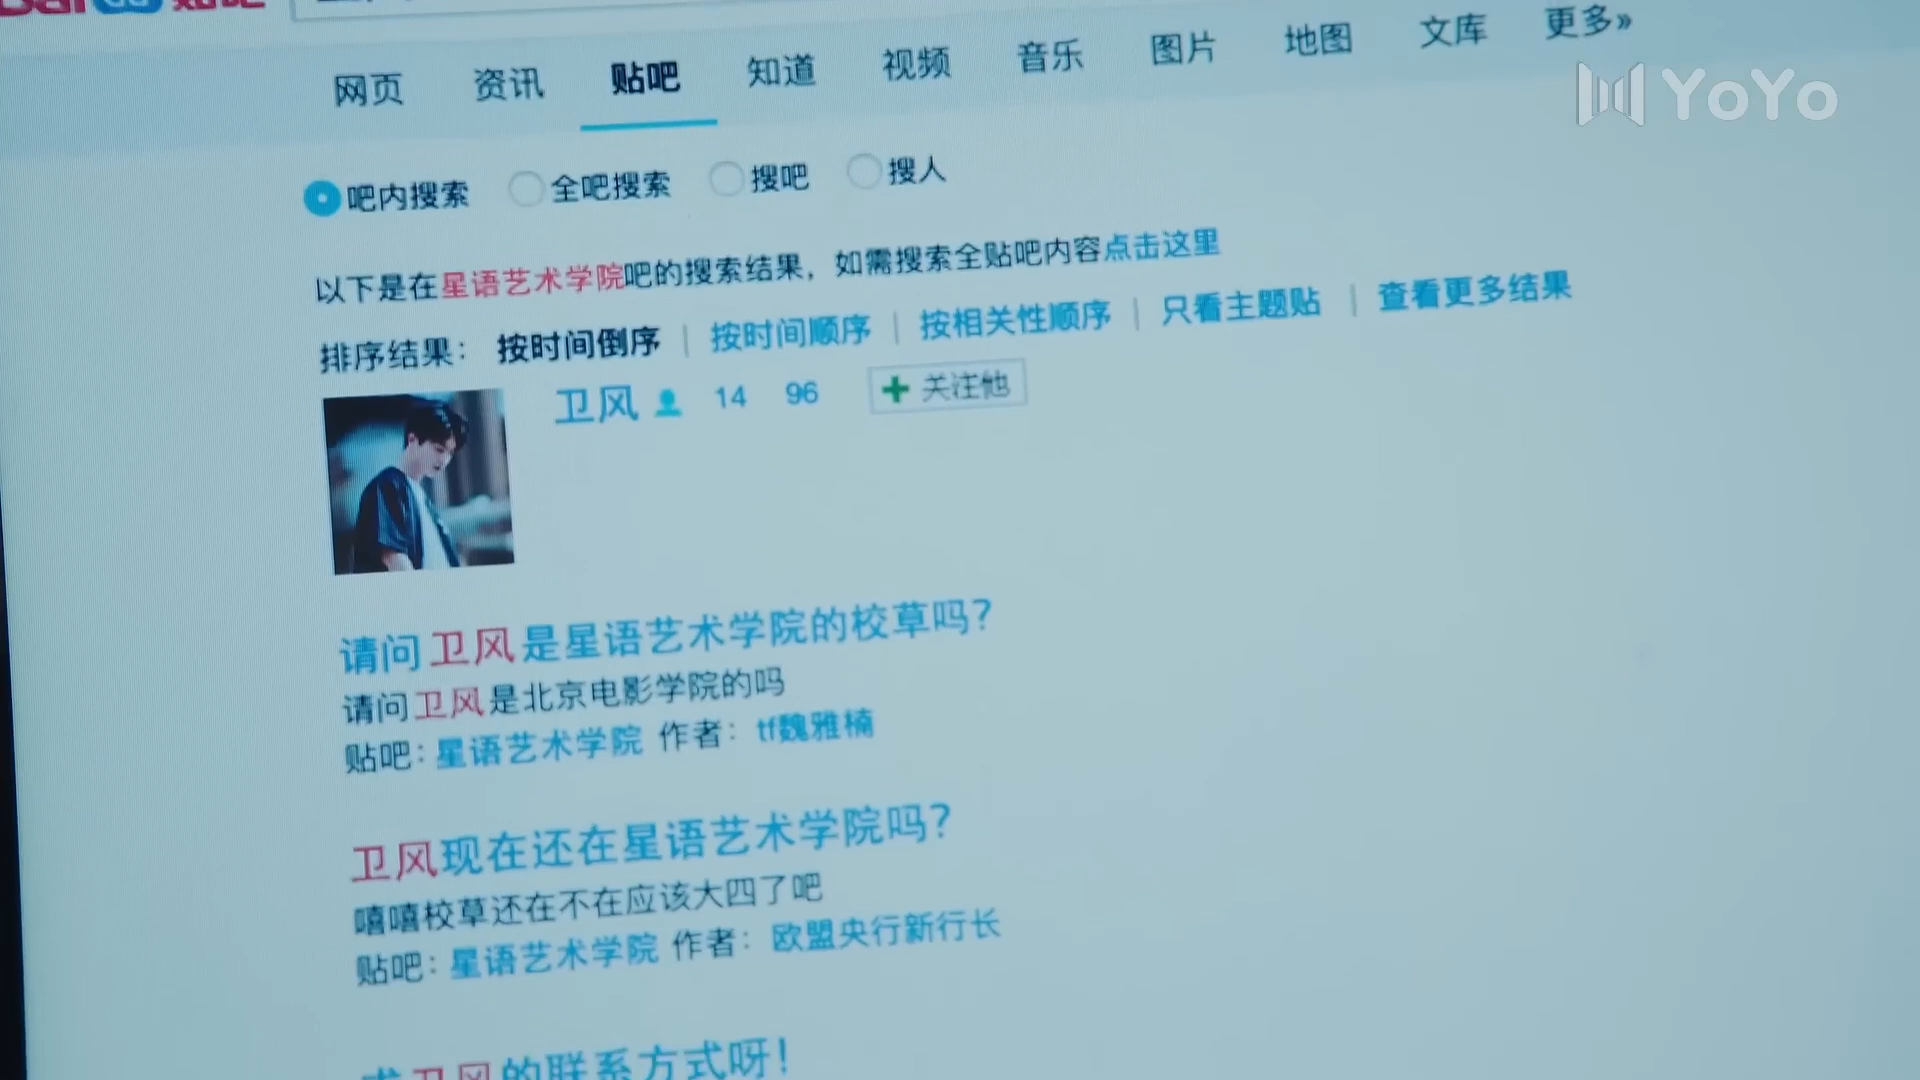 网页 资讯 贴吧 知道 视频 音乐 图片 地图 文库 更多»
YoYo
吧内搜索 全吧搜索 搜吧 搜人
以下是在星语艺术学院吧的搜索结果，如需搜索全贴吧内容点击这里
排序结果： 按时间倒序 | 按时间顺序 | 按相关性顺序 | 只看主题贴 | 查看更多结果
卫风 14 96 + 关注他
请问卫风是星语艺术学院的校草吗？
请问卫风是北京电影学院的吗
贴吧：星语艺术学院 作者：tf魏雅楠
卫风现在还在星语艺术学院吗？
嘻嘻校草还在不在应该大四了吧
贴吧：星语艺术学院 作者：欧盟央行新行长
求卫风的联系方式呀！